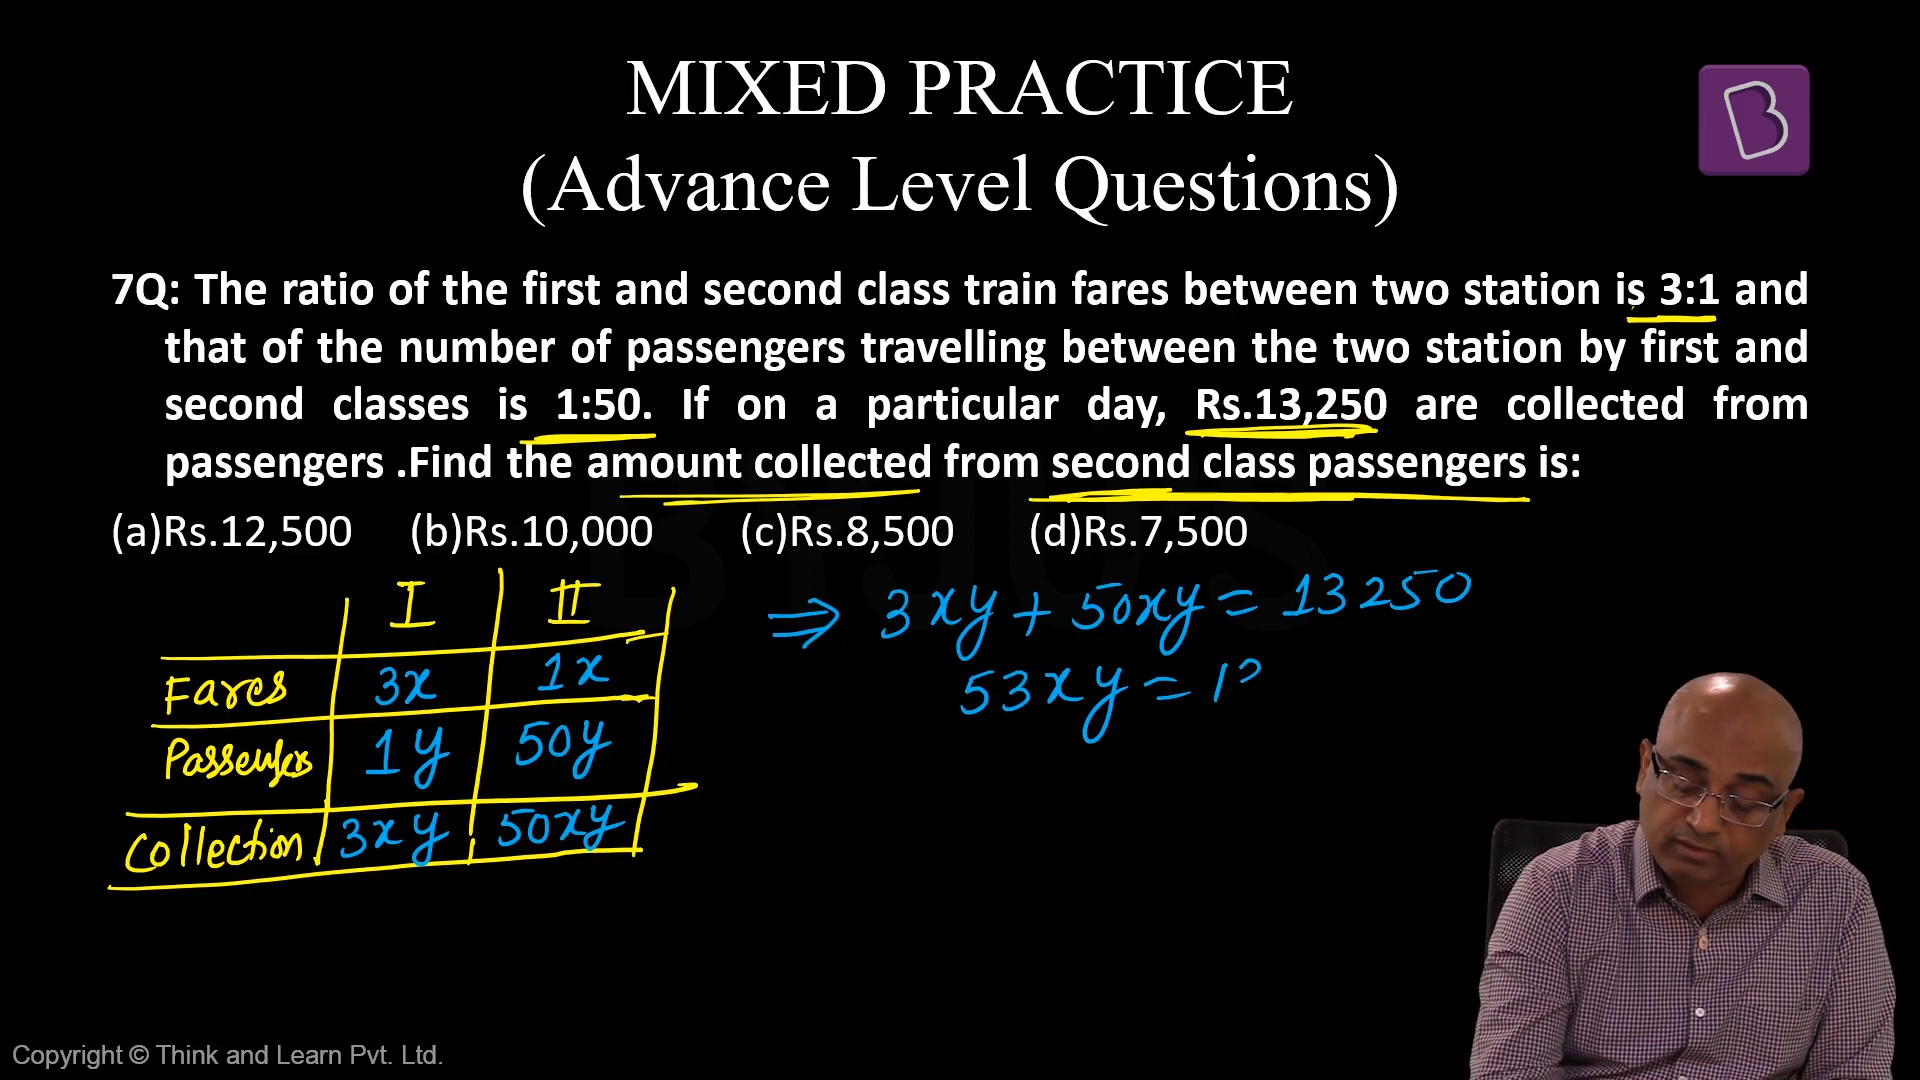 MIXED PRACTICE
(Advance Level Questions)
7Q: The ratio of the first and second class train fares between two station is 3:1 and
that of the number of passengers travelling between the two station by first and
second classes is 1:50. If on a particular day, Rs.13,250 are collected from
passengers .Find the amount collected from second class passengers is:
(a)Rs.12,500 (b)Rs.10,000 (c)Rs.8,500 (d)Rs.7,500
I II
Fares 3x 1x
Passengers 1y 50y
Collection 3xy 50xy
⇒ 3xy + 50xy = 13250
53xy = 13
Copyright © Think and Learn Pvt. Ltd.